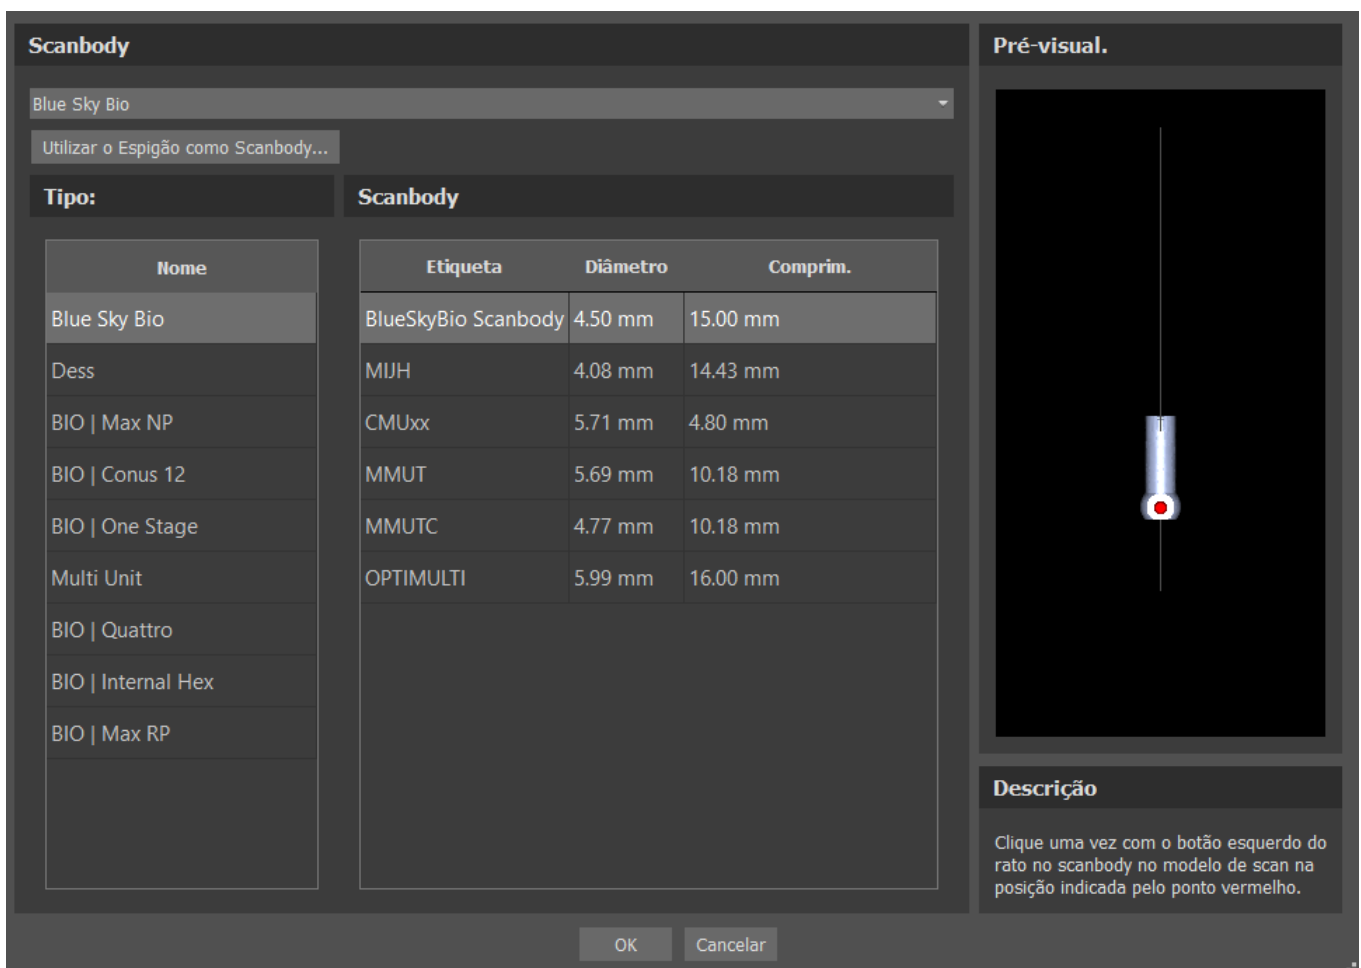 Scanbody
Blue Sky Bio
Utilizar o Espigão como Scanbody...
Tipo:
Nome
Blue Sky Bio
Dess
BIO | Max NP
BIO | Conus 12
BIO | One Stage
Multi Unit
BIO | Quattro
BIO | Internal Hex
BIO | Max RP
Scanbody
Etiqueta Diâmetro Comprim.
BlueSkyBio Scanbody 4.50 mm 15.00 mm
MIJH 4.08 mm 14.43 mm
CMUxx 5.71 mm 4.80 mm
MMUT 5.69 mm 10.18 mm
MMUTC 4.77 mm 10.18 mm
OPTIMULTI 5.99 mm 16.00 mm
Pré-visual.
Descrição
Clique uma vez com o botão esquerdo do
rato no scanbody no modelo de scan na
posição indicada pelo ponto vermelho.
OK Cancelar